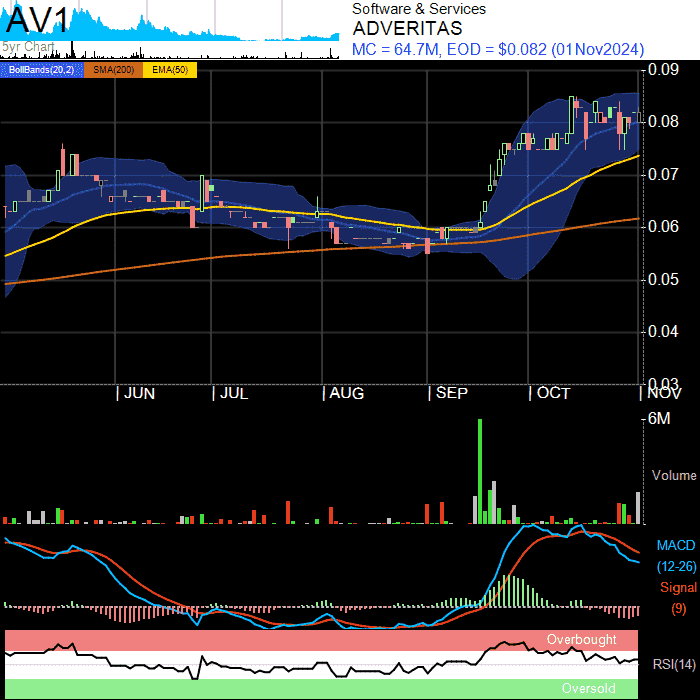 AV1
5yr Chart
Software & Services
ADVERITAS
MC = 64.7M, EOD = $0.082 (01Nov2024)
BollBands(20,2) SMA(200) EMA(50)
0.09
0.08
0.07
0.06
0.05
0.04
0.03
JUN JUL AUG SEP OCT NOV
6M
Volume
MACD
(12-26)
Signal
(9)
Overbought
RSI(14)
Oversold